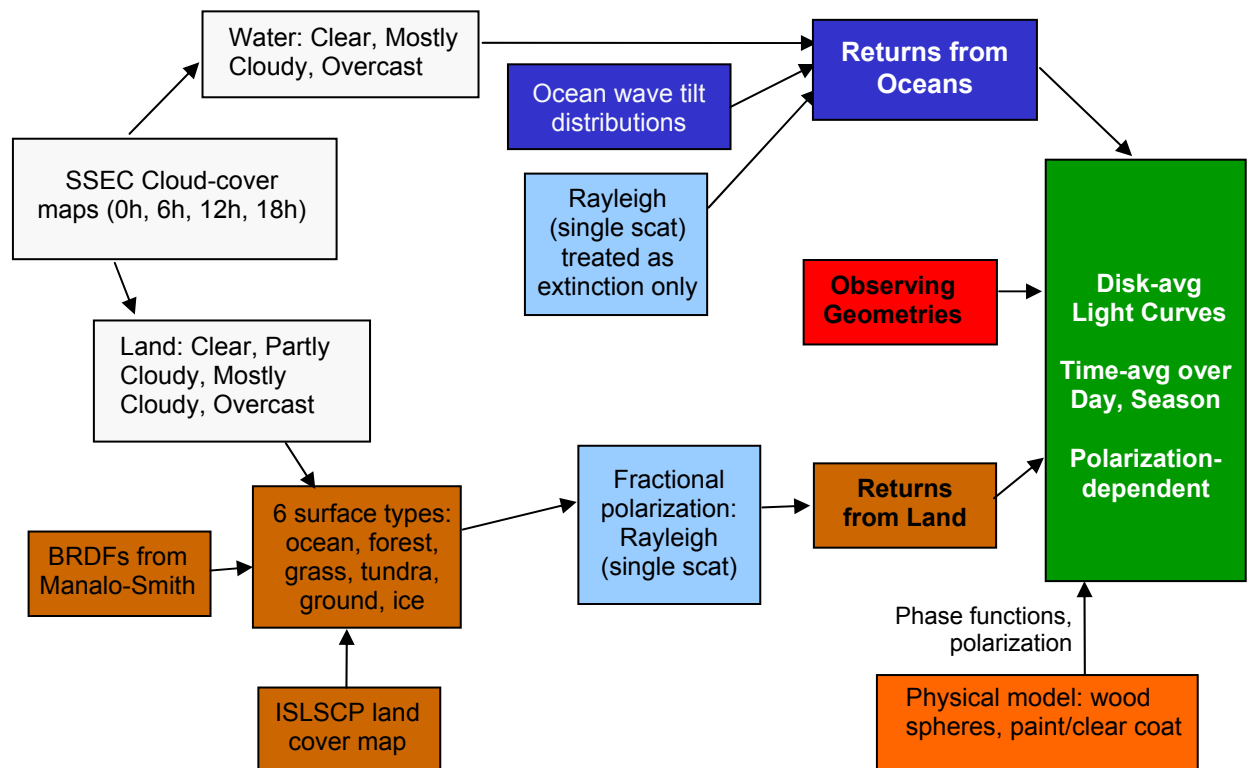 Water: Clear, Mostly
Cloudy, Overcast
Returns from
Oceans
Ocean wave tilt
distributions
SSEC Cloud-cover
maps (0h, 6h, 12h, 18h)
Rayleigh
(single scat)
treated as
extinction only
Observing
Geometries
Disk-avg
Light Curves
Time-avg over
Day, Season
Polarization-
dependent
Land: Clear, Partly
Cloudy, Mostly
Cloudy, Overcast
6 surface types:
ocean, forest,
grass, tundra,
ground, ice
BRDFs from
Manalo-Smith
Fractional
polarization:
Rayleigh
(single scat)
Returns
from Land
Phase functions,
polarization
ISLSCP land
cover map
Physical model: wood
spheres, paint/clear coat